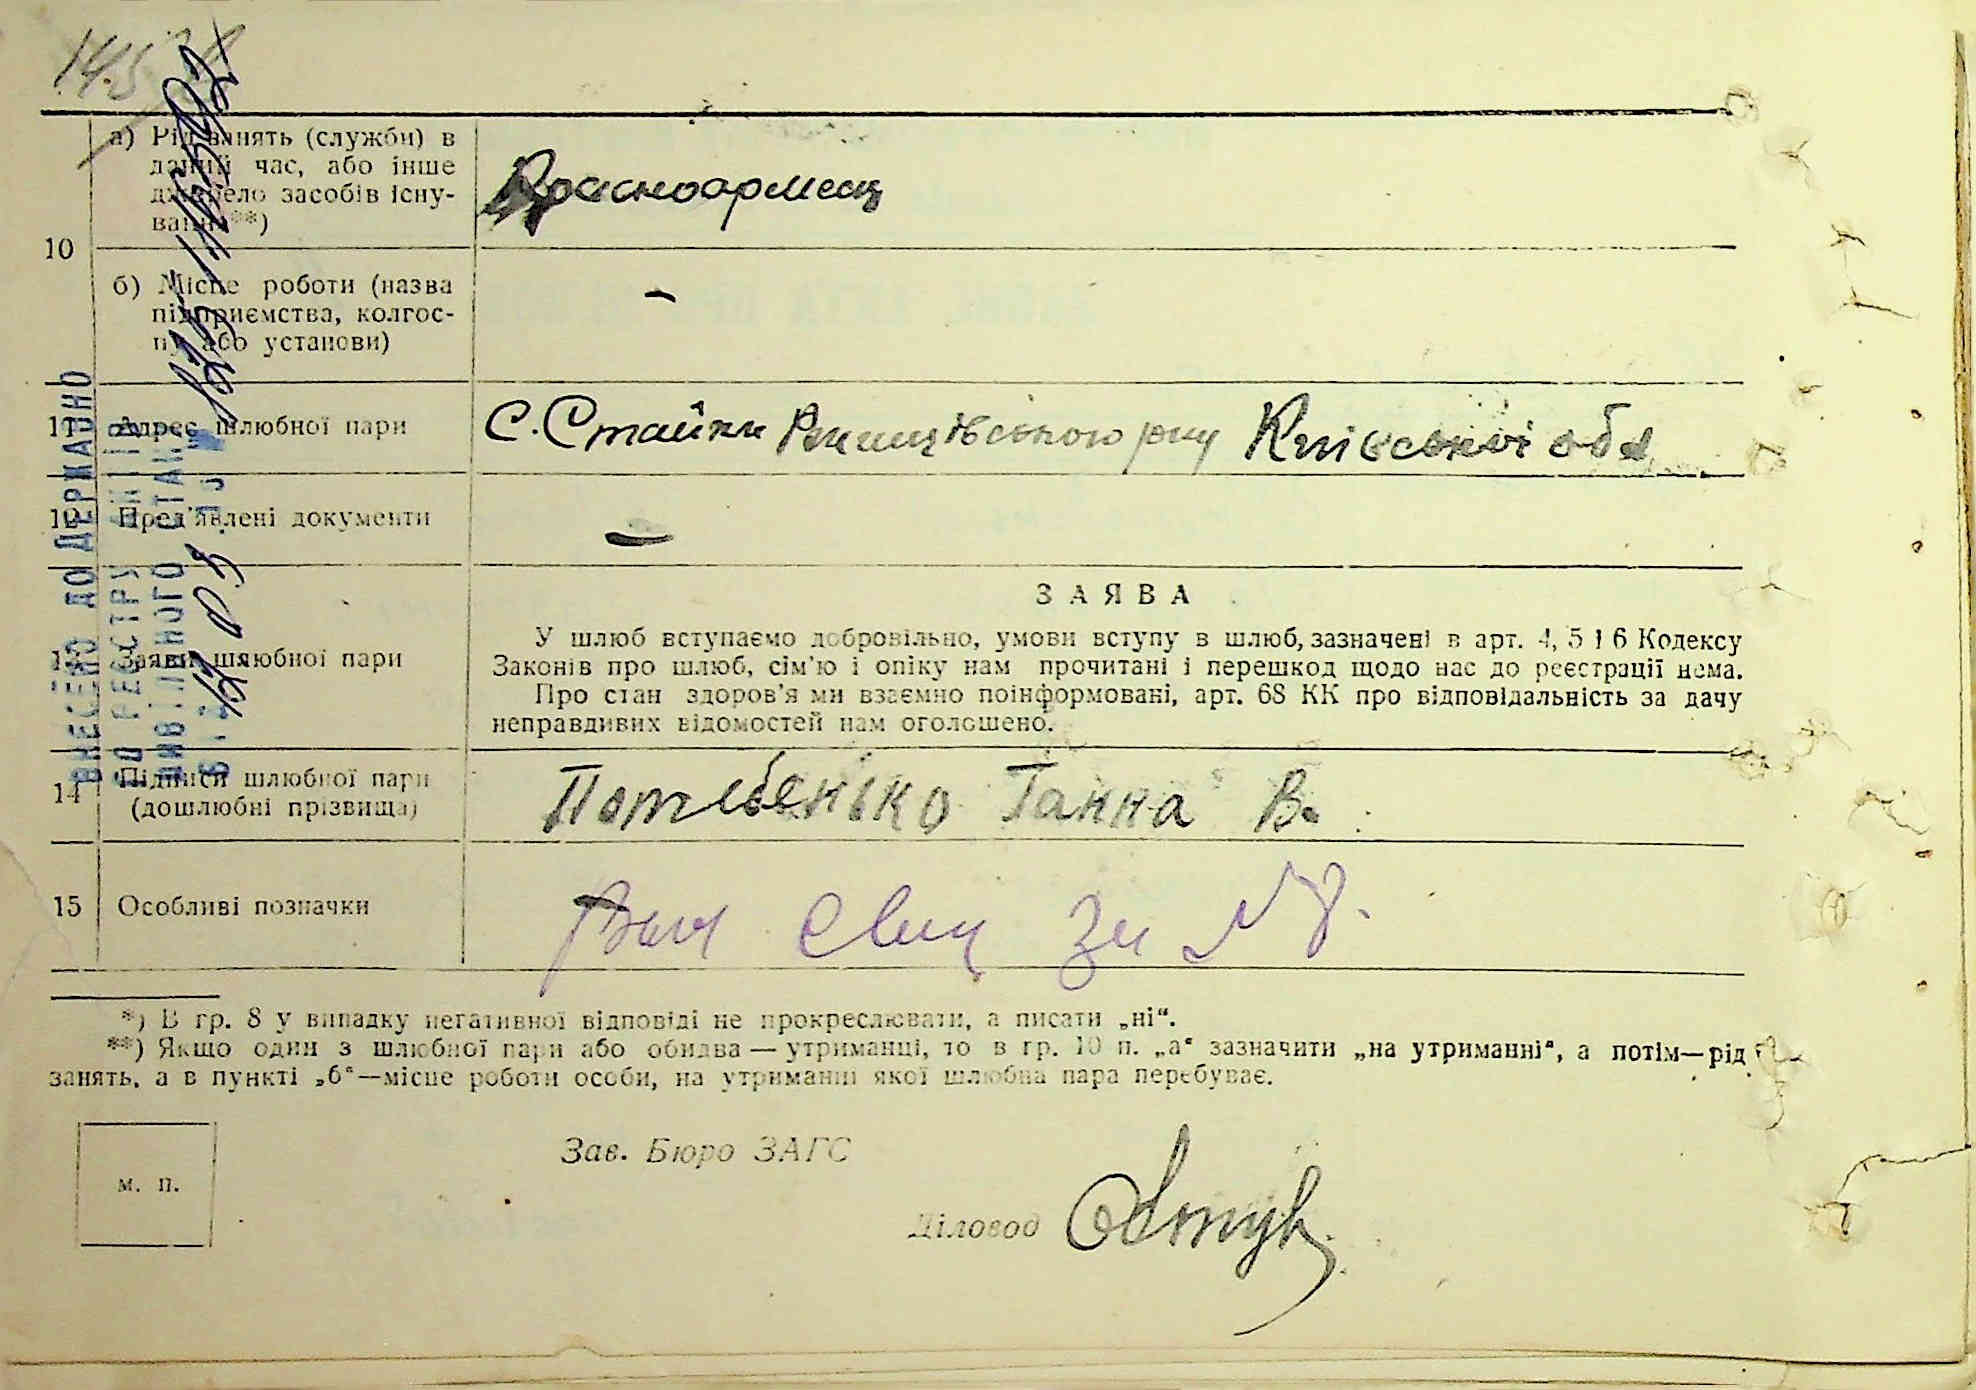 145
а) Рід занять (служби) в
даний час, або інше
джерело засобів існу-
вання**)
Красноармеец
10
б) Місце роботи (назва
підприємства, колгос-
пу або установи)
–
11 Адрес шлюбної пари
С. Стайки Ржищівського рну Київської обл
12 Пред'явлені документи
–
13 Заяви шлюбної пари
ЗАЯВА
У шлюб вступаємо добровільно, умови вступу в шлюб, зазначені в арт. 4, 5 і 6 Кодексу
Законів про шлюб, сім'ю і опіку нам прочитані і перешкод щодо нас до реєстрації нема.
Про стан здоров'я ми взаємно поінформовані, арт. 68 КК про відповідальність за дачу
неправдивих відомостей нам оголошено.
14 Підписи шлюбної пари
(дошлюбні прізвища)
Потебенько Ганна В.
15 Особливі позначки
*) В гр. 8 у випадку негативної відповіді не прокреслювати, а писати „ні“.
**) Якщо один з шлюбної пари або обидва — утриманці, то в гр. 10 п. „а“ зазначити „на утриманні“, а потім—рід
занять, а в пункті „б“—місце роботи особи, на утриманні якої шлюбна пара перебуває.
м. п.
Зав. Бюро ЗАГС
Діловод
ВНЕСЕНО ДО ДЕРЖАВНО
ГО РЕЄСТРУ АКТІВ
ЦИВІЛЬНОГО СТАНУ